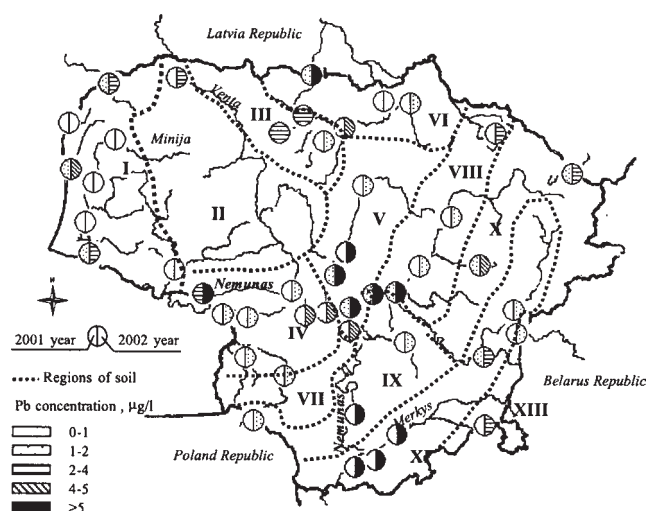 Latvia Republic
Venta
III
VI
Minija
I
VIII
II
V
X
N
Nemunas
2001 year
2002 year
IV
Regions of soil
Belarus Republic
VII
IX
Pb concentration , µg/l
Nemunas
Merkys
XIII
0-1
1-2
Poland Republic
2-4
4-5
>5